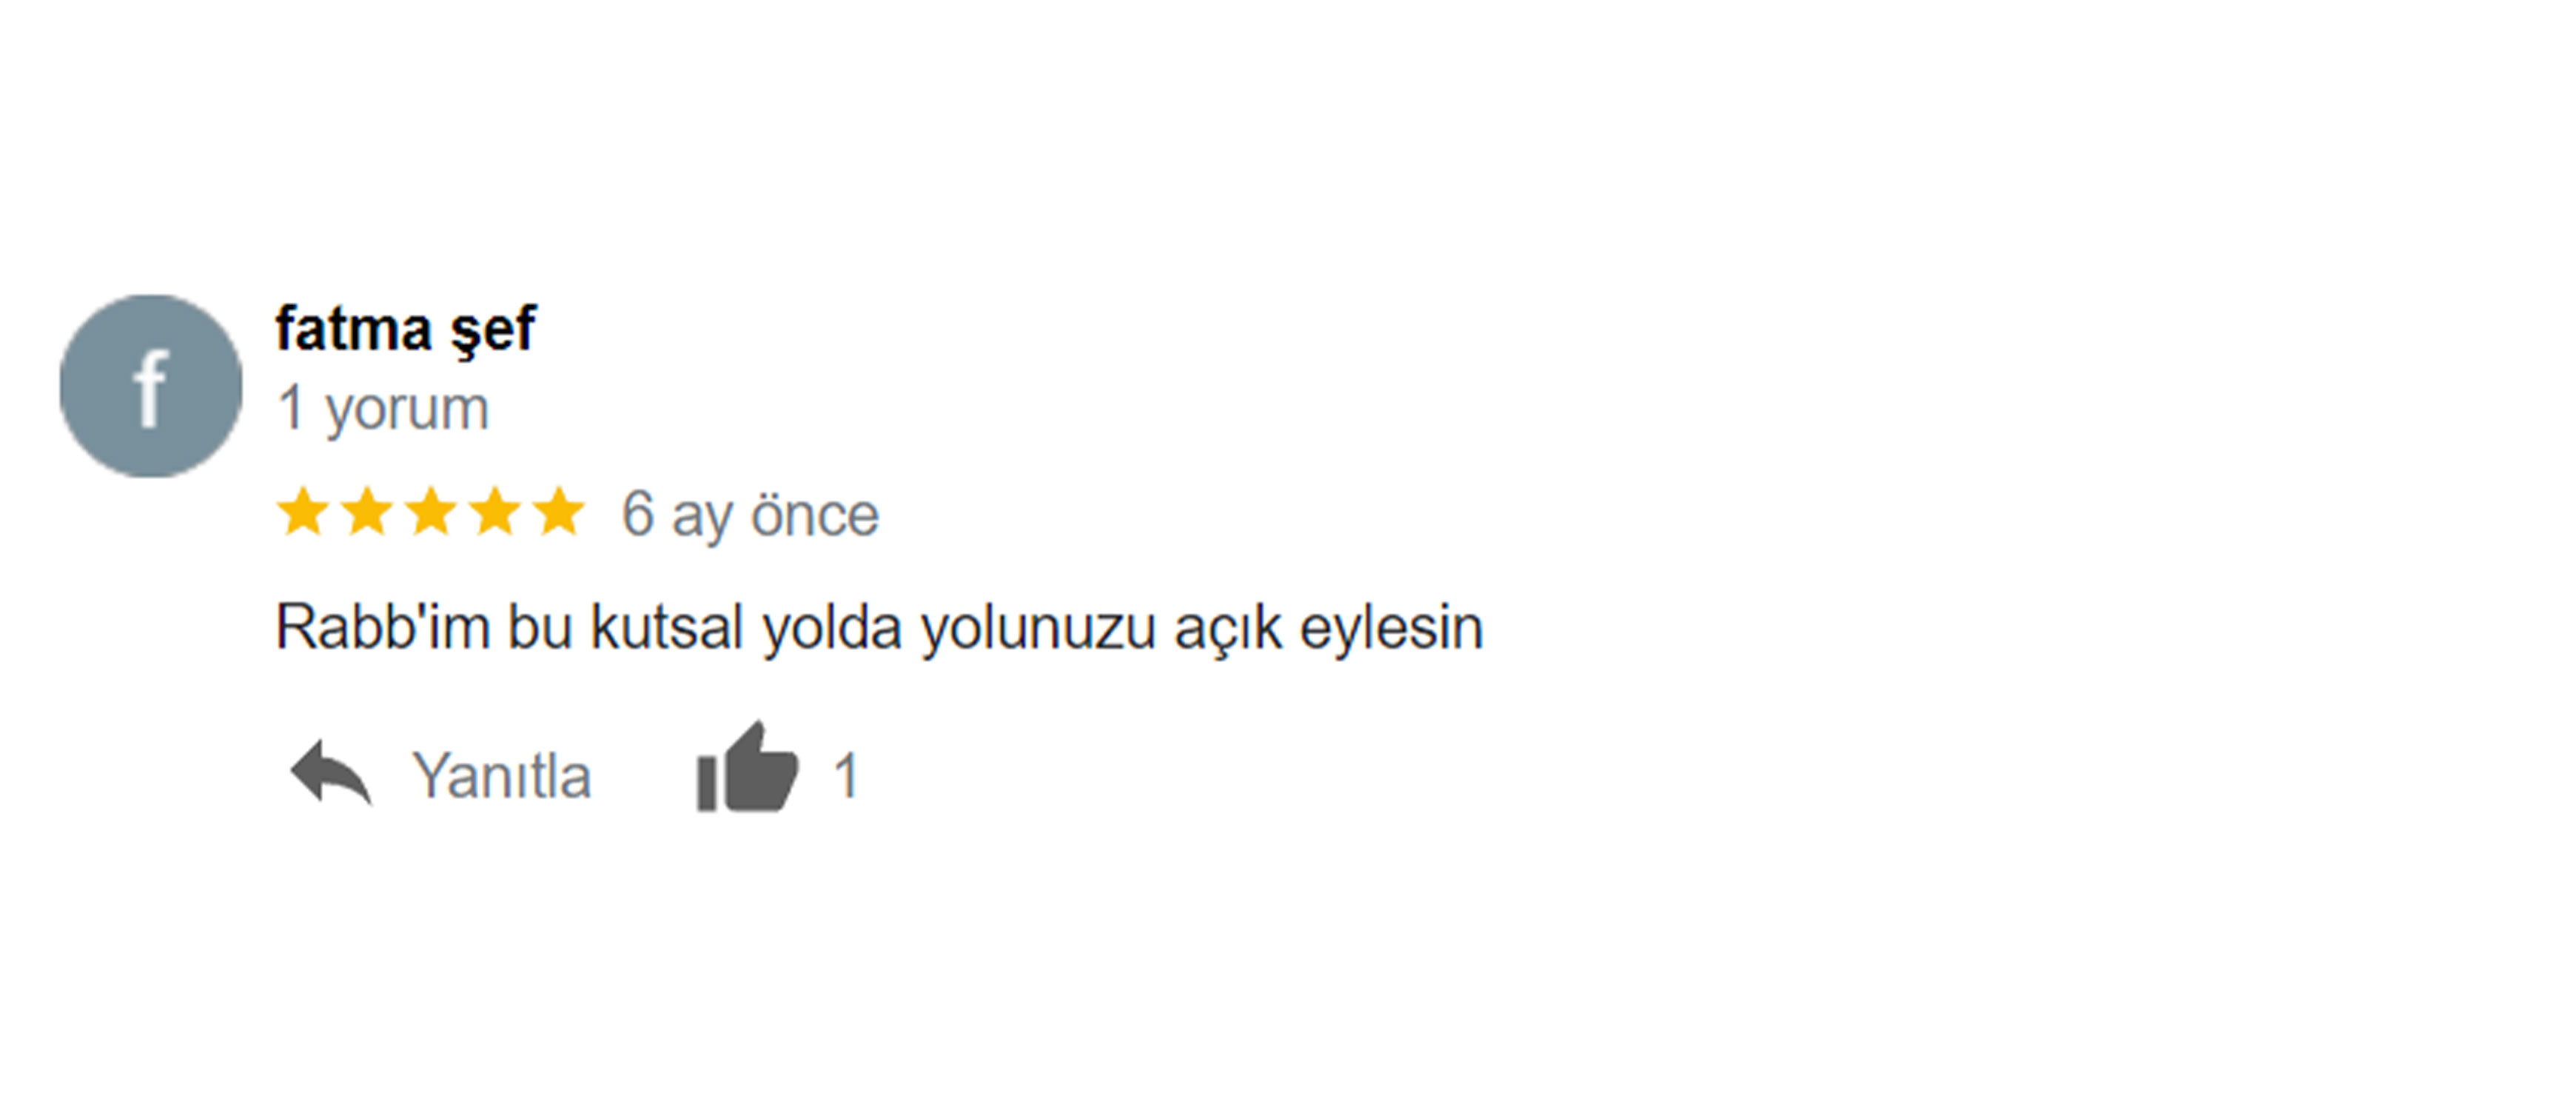 f
fatma şef
1 yorum
6 ay önce
Rabb'im bu kutsal yolda yolunuzu açık eylesin
Yanıtla 1